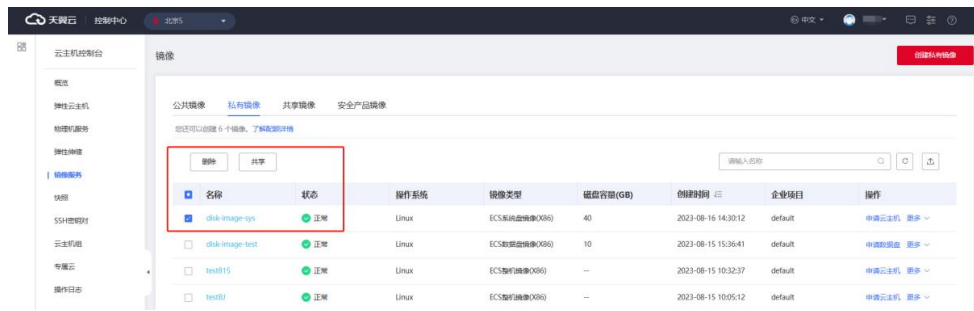 天翼云 控制中心 北京5 中文
云主机控制台
镜像
创建私有镜像
概览
弹性云主机
物理机服务
弹性伸缩
镜像服务
快照
SSH密钥对
云主机组
专属云
操作日志
公共镜像 私有镜像 共享镜像 安全产品镜像
您还可以创建 6 个镜像。了解配额详情
删除 共享 请输入名称
名称 状态 操作系统 镜像类型 磁盘容量(GB) 创建时间 企业项目 操作
disk-image-sys 正常 Linux ECS系统盘镜像(X86) 40 2023-08-16 14:30:12 default 申请云主机 更多
disk-image-test 正常 Linux ECS数据盘镜像(X86) 10 2023-08-15 15:36:41 default 申请数据盘 更多
test815 正常 Linux ECS整机镜像(X86) -- 2023-08-15 10:32:37 default 申请云主机 更多
正常 Linux ECS整机镜像(X86) -- 2023-08-15 10:05:12 default 申请云主机 更多